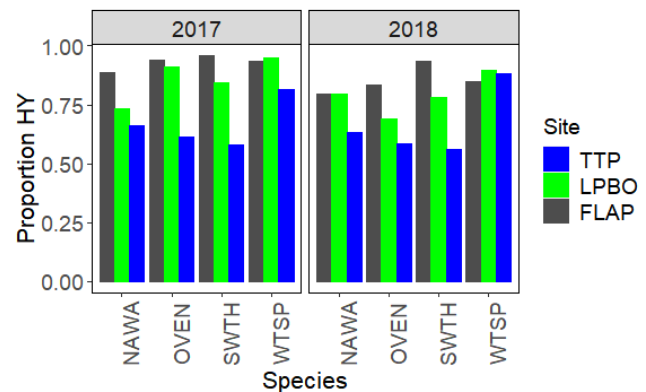 2017 2018
Proportion HY
1.00
0.75
0.50
0.25
0.00
NAWA OVEN SWTH WTSP NAWA OVEN SWTH WTSP
Species
Site
TTP
LPBO
FLAP